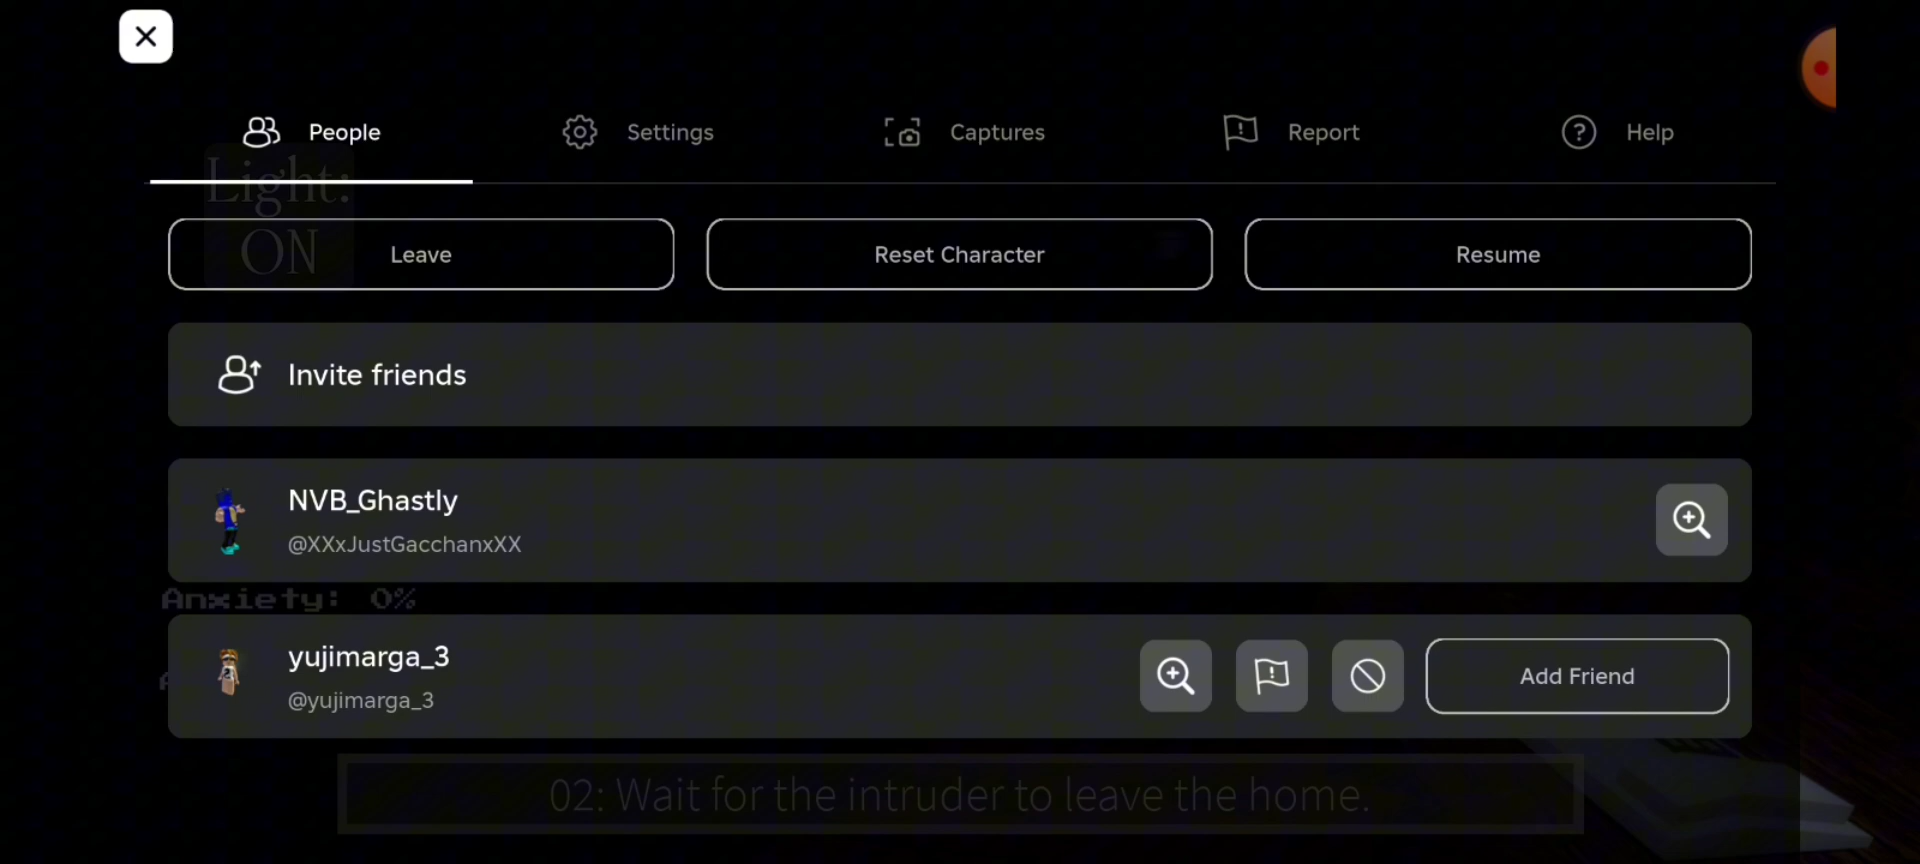 People
Settings
Captures
Report
Help
Light:
ON
Leave
Reset Character
Resume
Invite friends
NVB_Ghastly
@XXxJustGacchanxXX
Anxiety: 0%
yujimarga_3
@yujimarga_3
Add Friend
02: Wait for the intruder to leave the home.